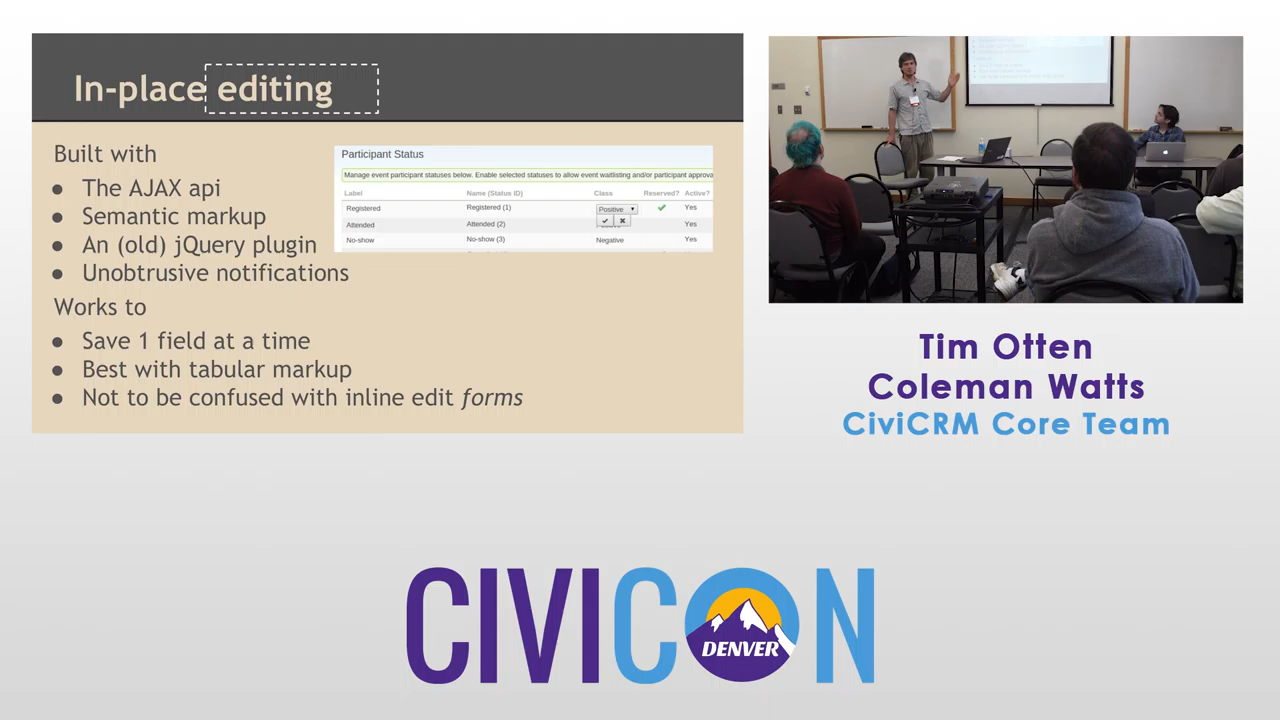 In-place editing
Built with
● The AJAX api
● Semantic markup
● An (old) jQuery plugin
● Unobtrusive notifications
Works to
● Save 1 field at a time
● Best with tabular markup
● Not to be confused with inline edit forms
Participant Status
Manage event participant statuses below. Enable selected statuses to allow event waitlisting and/or participant approva
Label Name (Status ID) Class Reserved? Active?
Registered Registered (1) Positive Yes
Attended Attended (2) Yes
No-show No-show (3) Negative Yes
Tim Otten
Coleman Watts
CiviCRM Core Team
CIVICON
DENVER